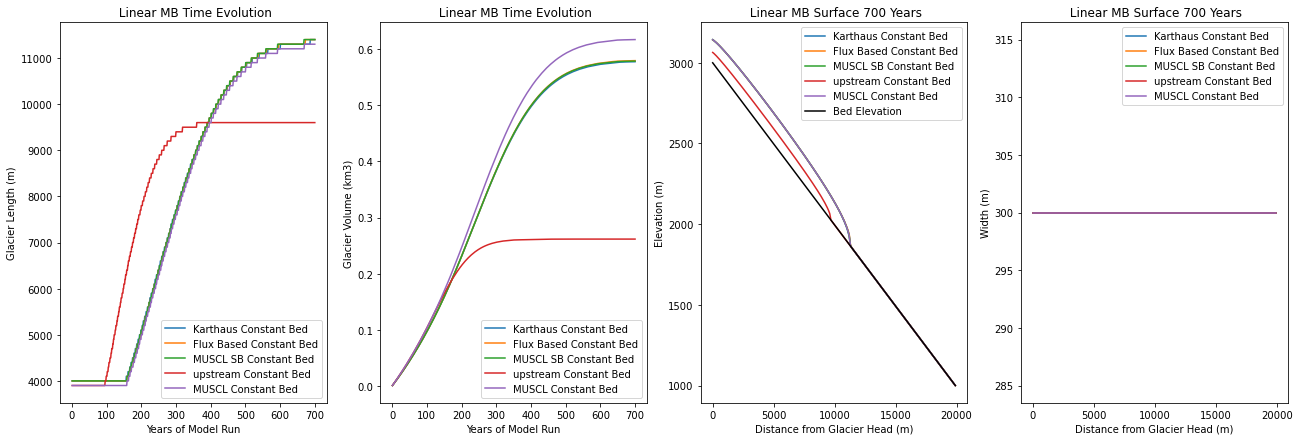 Linear MB Time Evolution
Glacier Length (m)
11000
10000
9000
8000
7000
6000
5000
4000
Karthaus Constant Bed
Flux Based Constant Bed
MUSCL SB Constant Bed
upstream Constant Bed
MUSCL Constant Bed
0 100 200 300 400 500 600 700
Years of Model Run
Linear MB Time Evolution
Glacier Volume (km3)
0.6
0.5
0.4
0.3
0.2
0.1
0.0
Karthaus Constant Bed
Flux Based Constant Bed
MUSCL SB Constant Bed
upstream Constant Bed
MUSCL Constant Bed
0 100 200 300 400 500 600 700
Years of Model Run
Linear MB Surface 700 Years
Elevation (m)
3000
2500
2000
1500
1000
Karthaus Constant Bed
Flux Based Constant Bed
MUSCL SB Constant Bed
upstream Constant Bed
MUSCL Constant Bed
Bed Elevation
0 5000 10000 15000 20000
Distance from Glacier Head (m)
Linear MB Surface 700 Years
Width (m)
315
310
305
300
295
290
285
Karthaus Constant Bed
Flux Based Constant Bed
MUSCL SB Constant Bed
upstream Constant Bed
MUSCL Constant Bed
0 5000 10000 15000 20000
Distance from Glacier Head (m)